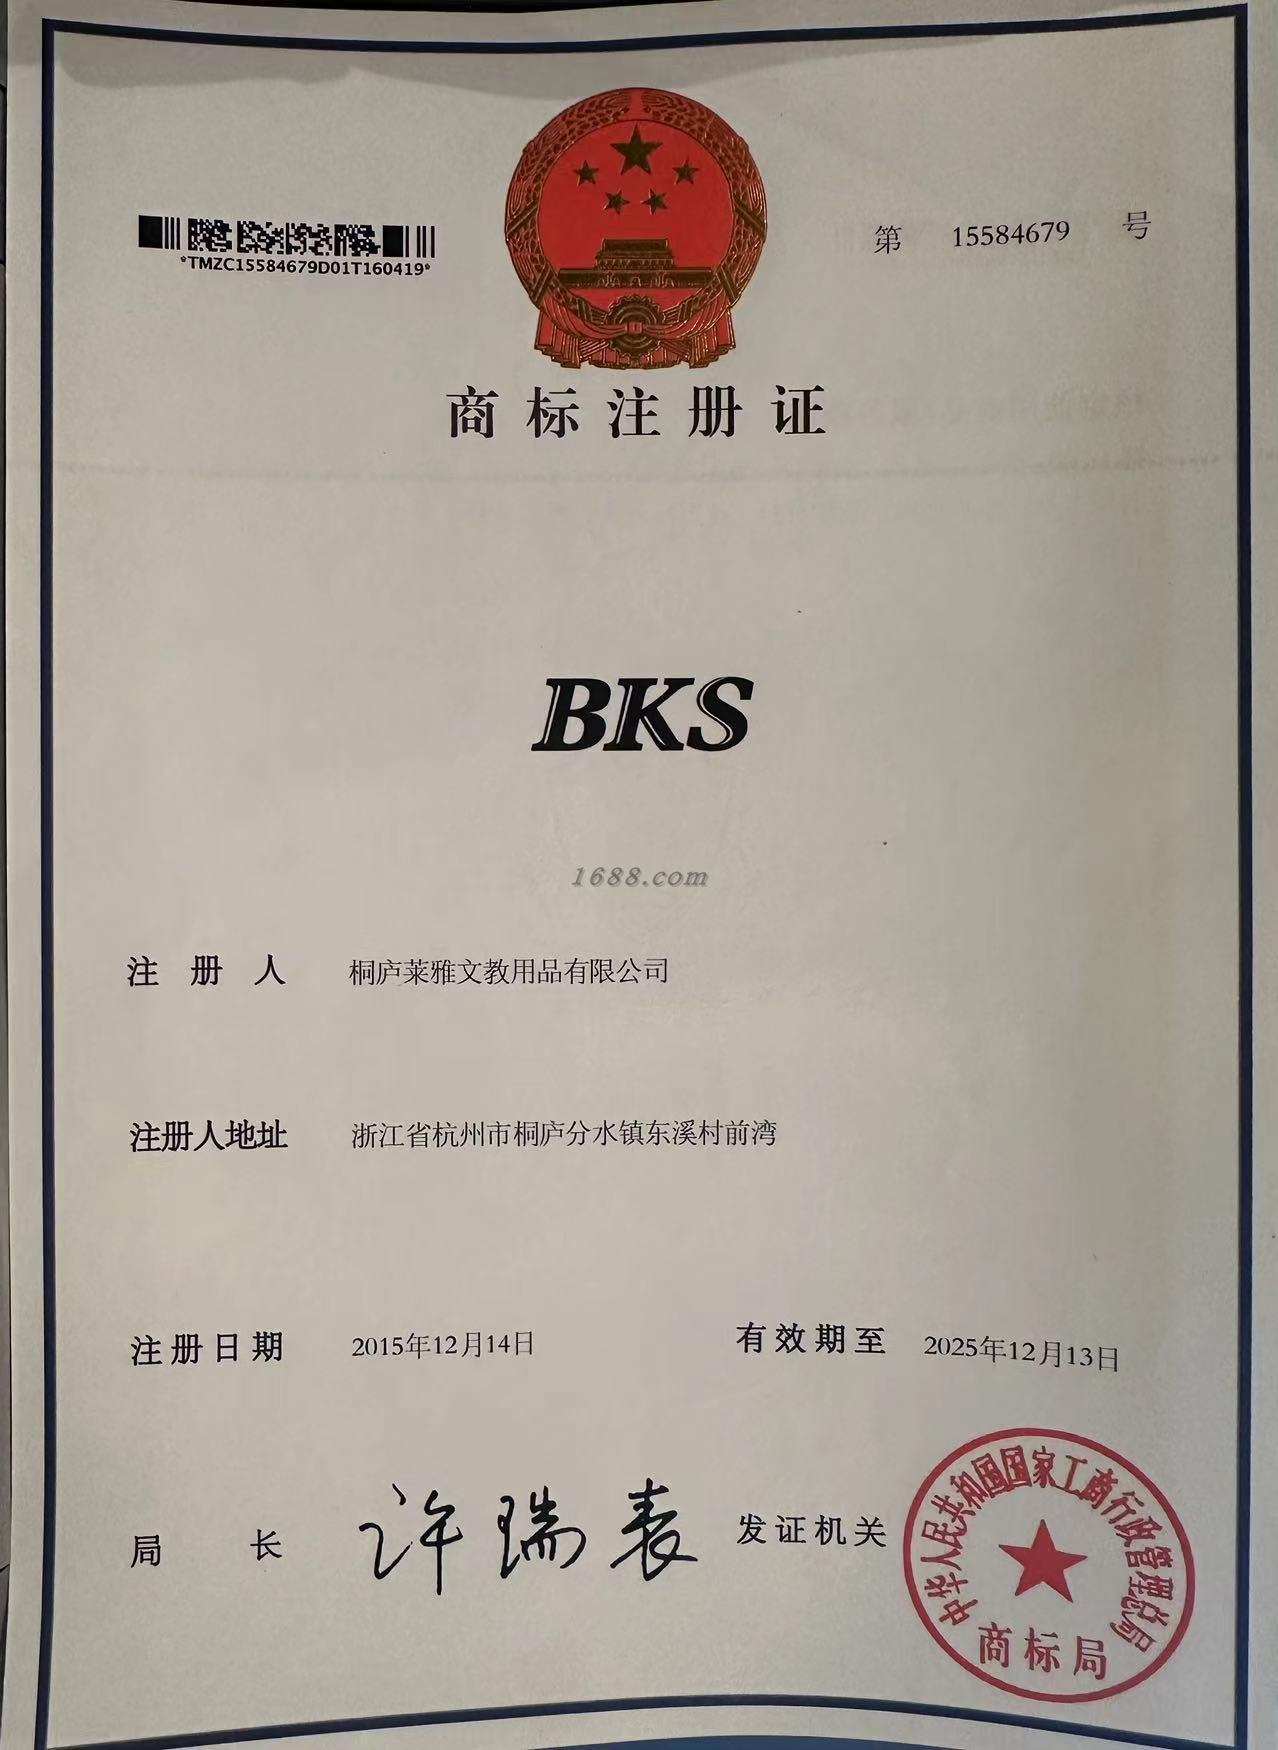 第 15584679 号
*TMZC15584679D01T160419*
商标注册证
BKS
1688.com
注册人 桐庐莱雅文教用品有限公司
注册人地址 浙江省杭州市桐庐分水镇东溪村前湾
注册日期 2015年12月14日 有效期至 2025年12月13日
局长 许瑞表 发证机关
中华人民共和国国家工商行政管理总局
商标局